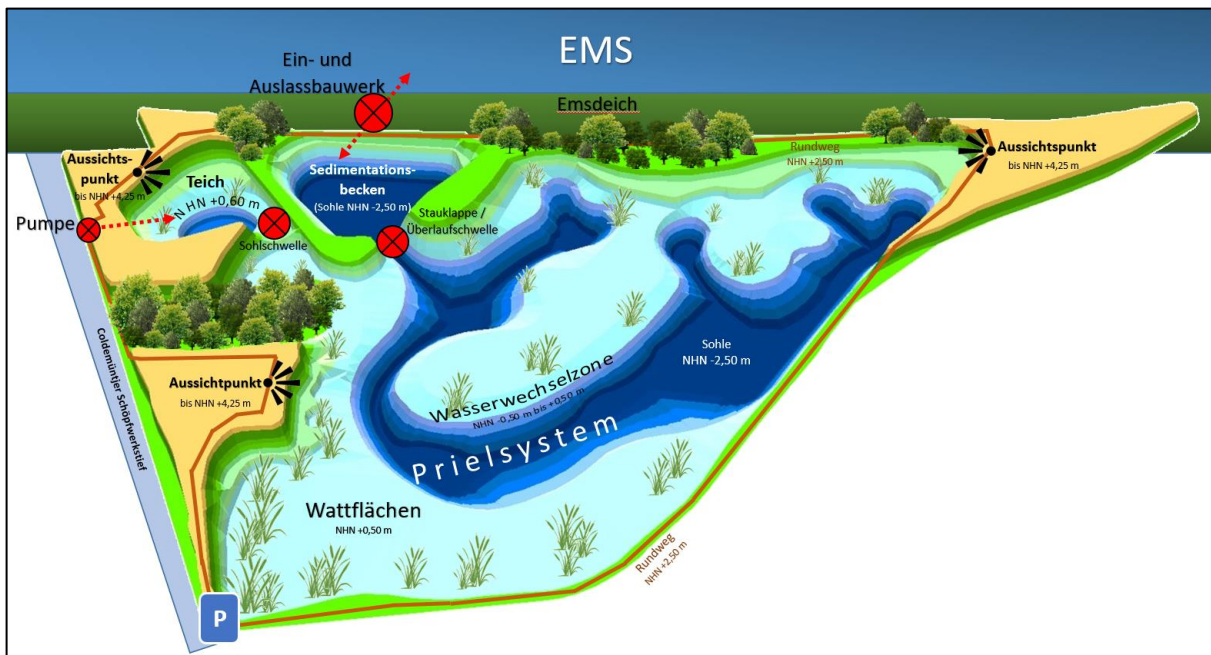 EMS
Ein- und
Auslassbauwerk
Emsdeich
Aussichts-
punkt
bis NHN +4,25 m
Teich
NHN +0,60 m
Sedimentations-
becken
(Sohle NHN -2,50 m)
Rundweg
NHN +2,50 m
Aussichtspunkt
bis NHN +4,25 m
Pumpe
Sohlschwelle
Stauklappe /
Überlaufschwelle
Coldemüntjer Schöpfwerkstief
Sohle
NHN -2,50 m
Aussichtpunkt
bis NHN +4,25 m
Wasserwechselzone
NHN -0,50 m bis +0,50 m
Prielsystem
Wattflächen
NHN +0,50 m
Rundweg
NHN +2,50 m
P